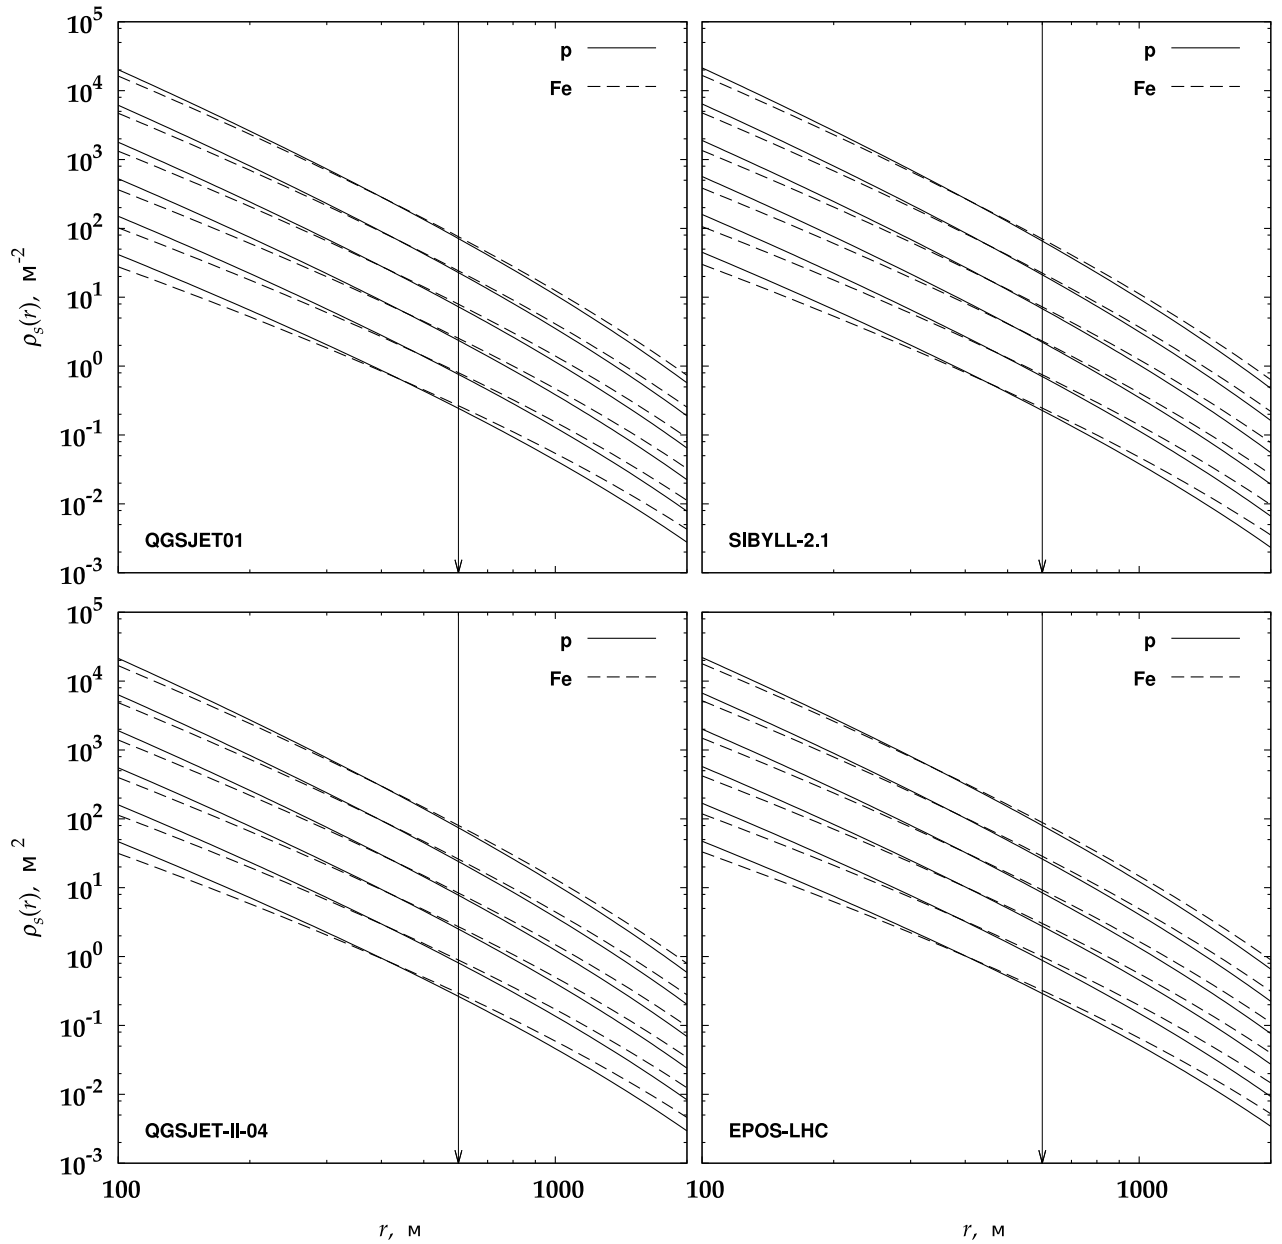 10^5
10^4
10^3
10^2
10^1
10^0
10^-1
10^-2
10^-3
ρ_s(r), м^-2
p
Fe
QGSJET01
p
Fe
SIBYLL-2.1
10^5
10^4
10^3
10^2
10^1
10^0
10^-1
10^-2
10^-3
ρ_s(r), м^2
p
Fe
QGSJET-II-04
100
1000
r, м
p
Fe
EPOS-LHC
100
1000
r, м